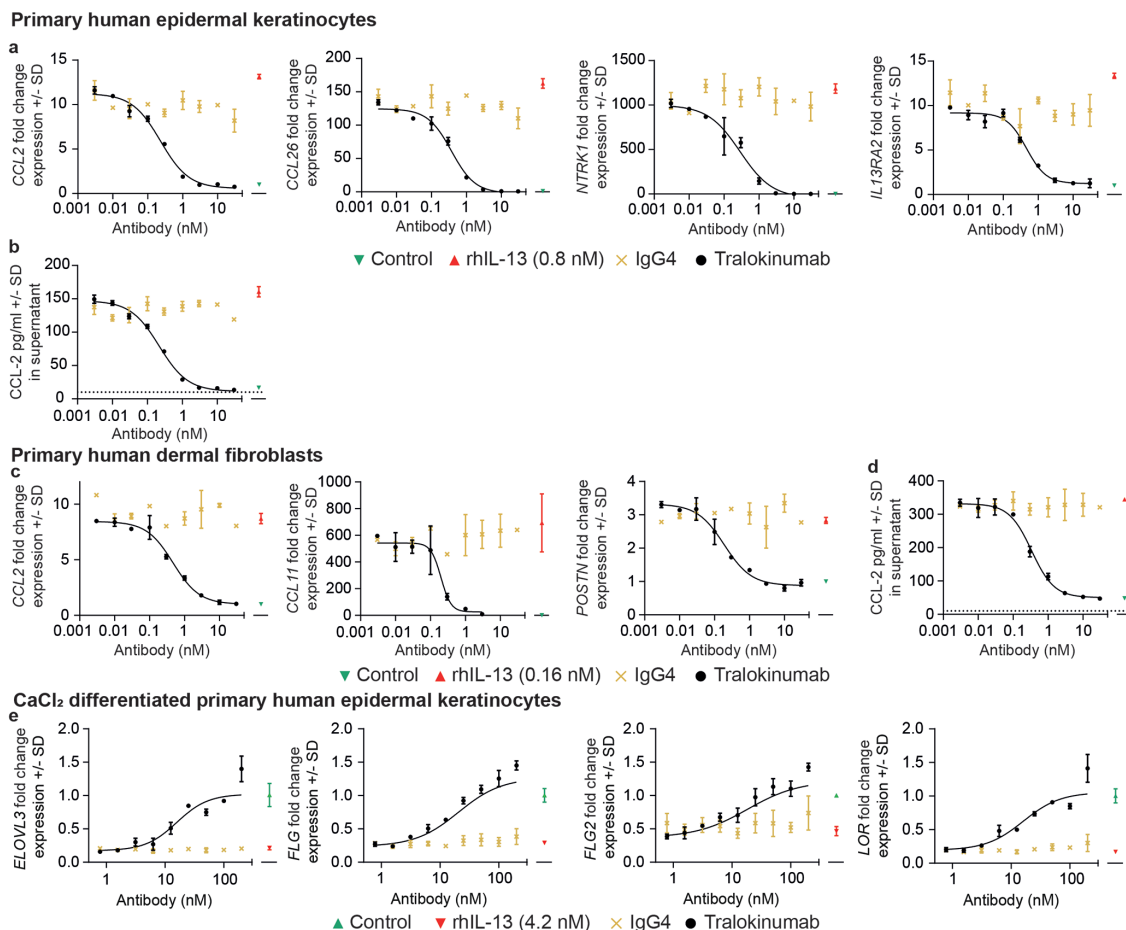 Primary human epidermal keratinocytes
a
CCL2 fold change
expression +/- SD
15
10
5
0
0.001 0.01 0.1 1 10
Antibody (nM)
CCL26 fold change
expression +/- SD
200
150
100
50
0
0.001 0.01 0.1 1 10
Antibody (nM)
NTRK1 fold change
expression +/- SD
1500
1000
500
0
0.001 0.01 0.1 1 10
Antibody (nM)
IL13RA2 fold change
expression +/- SD
15
10
5
0
0.001 0.01 0.1 1 10
Antibody (nM)
Control rhIL-13 (0.8 nM) IgG4 Tralokinumab
b
CCL-2 pg/ml +/- SD
in supernatant
200
150
100
50
0
0.001 0.01 0.1 1 10
Antibody (nM)
Primary human dermal fibroblasts
c
CCL2 fold change
expression +/- SD
10
5
0
0.001 0.01 0.1 1 10
Antibody (nM)
CCL11 fold change
expression +/- SD
1000
800
600
400
200
0
0.001 0.01 0.1 1 10
Antibody (nM)
POSTN fold change
expression +/- SD
4
3
2
1
0
0.001 0.01 0.1 1 10
Antibody (nM)
d
CCL-2 pg/ml +/- SD
in supernatant
400
300
200
100
0
0.001 0.01 0.1 1 10
Antibody (nM)
Control rhIL-13 (0.16 nM) IgG4 Tralokinumab
CaCl₂ differentiated primary human epidermal keratinocytes
e
ELOVL3 fold change
expression +/- SD
2.0
1.5
1.0
0.5
0.0
1 10 100
Antibody (nM)
FLG fold change
expression +/- SD
2.0
1.5
1.0
0.5
0.0
1 10 100
Antibody (nM)
FLG2 fold change
expression +/- SD
2.0
1.5
1.0
0.5
0.0
1 10 100
Antibody (nM)
LOR fold change
expression +/- SD
2.0
1.5
1.0
0.5
0.0
1 10 100
Antibody (nM)
Control rhIL-13 (4.2 nM) IgG4 Tralokinumab